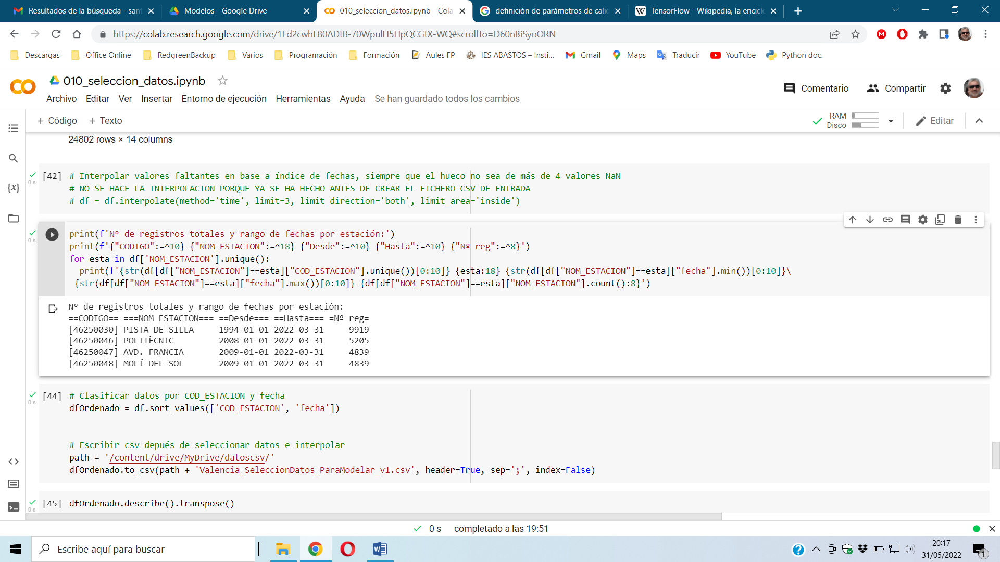 Resultados de la búsqueda - sant
Modelos - Google Drive
010_seleccion_datos.ipynb - Cola
definición de parámetros de calid
TensorFlow - Wikipedia, la encicl
https://colab.research.google.com/drive/1Ed2cwhF80ADtB-70WpulH5HpQCGtX-WQ#scrollTo=D60nBiSyoORN
Descargas Office Online RedgreenBackup Varios Programación Formación Aules FP IES ABASTOS – Insti... Gmail Maps Traducir YouTube Python doc.
010_seleccion_datos.ipynb
Comentario Compartir
Archivo Editar Ver Insertar Entorno de ejecución Herramientas Ayuda Se han guardado todos los cambios
+ Código + Texto
RAM
Disco
Editar
24802 rows × 14 columns
[42] # Interpolar valores faltantes en base a índice de fechas, siempre que el hueco no sea de más de 4 valores NaN
0 s
# NO SE HACE LA INTERPOLACION PORQUE YA SE HA HECHO ANTES DE CREAR EL FICHERO CSV DE ENTRADA
# df = df.interpolate(method='time', limit=3, limit_direction='both', limit_area='inside')
print(f'Nº de registros totales y rango de fechas por estación:')
0 s
print(f'{"CODIGO":=^10} {"NOM_ESTACION":=^18} {"Desde":=^10} {"Hasta":=^10} {"Nº reg":=^8}')
for esta in df['NOM_ESTACION'].unique():
print(f'{str(df[df["NOM_ESTACION"]==esta]["COD_ESTACION"].unique())[0:10]} {esta:18} {str(df[df["NOM_ESTACION"]==esta]["fecha"].min())[0:10]}\
{str(df[df["NOM_ESTACION"]==esta]["fecha"].max())[0:10]} {df[df["NOM_ESTACION"]==esta]["NOM_ESTACION"].count():8}')
Nº de registros totales y rango de fechas por estación:
==CODIGO== ===NOM_ESTACION=== ==Desde=== ==Hasta=== =Nº reg=
[46250030] PISTA DE SILLA 1994-01-01 2022-03-31 9919
[46250046] POLITÈCNIC 2008-01-01 2022-03-31 5205
[46250047] AVD. FRANCIA 2009-01-01 2022-03-31 4839
[46250048] MOLÍ DEL SOL 2009-01-01 2022-03-31 4839
[44] # Clasificar datos por COD_ESTACION y fecha
0 s
dfOrdenado = df.sort_values(['COD_ESTACION', 'fecha'])
# Escribir csv depués de seleccionar datos e interpolar
path = '/content/drive/MyDrive/datoscsv/'
dfOrdenado.to_csv(path + 'Valencia_SeleccionDatos_ParaModelar_v1.csv', header=True, sep=';', index=False)
[45] dfOrdenado.describe().transpose()
0 s
0 s completado a las 19:51
Escribe aquí para buscar
20:17
31/05/2022
1